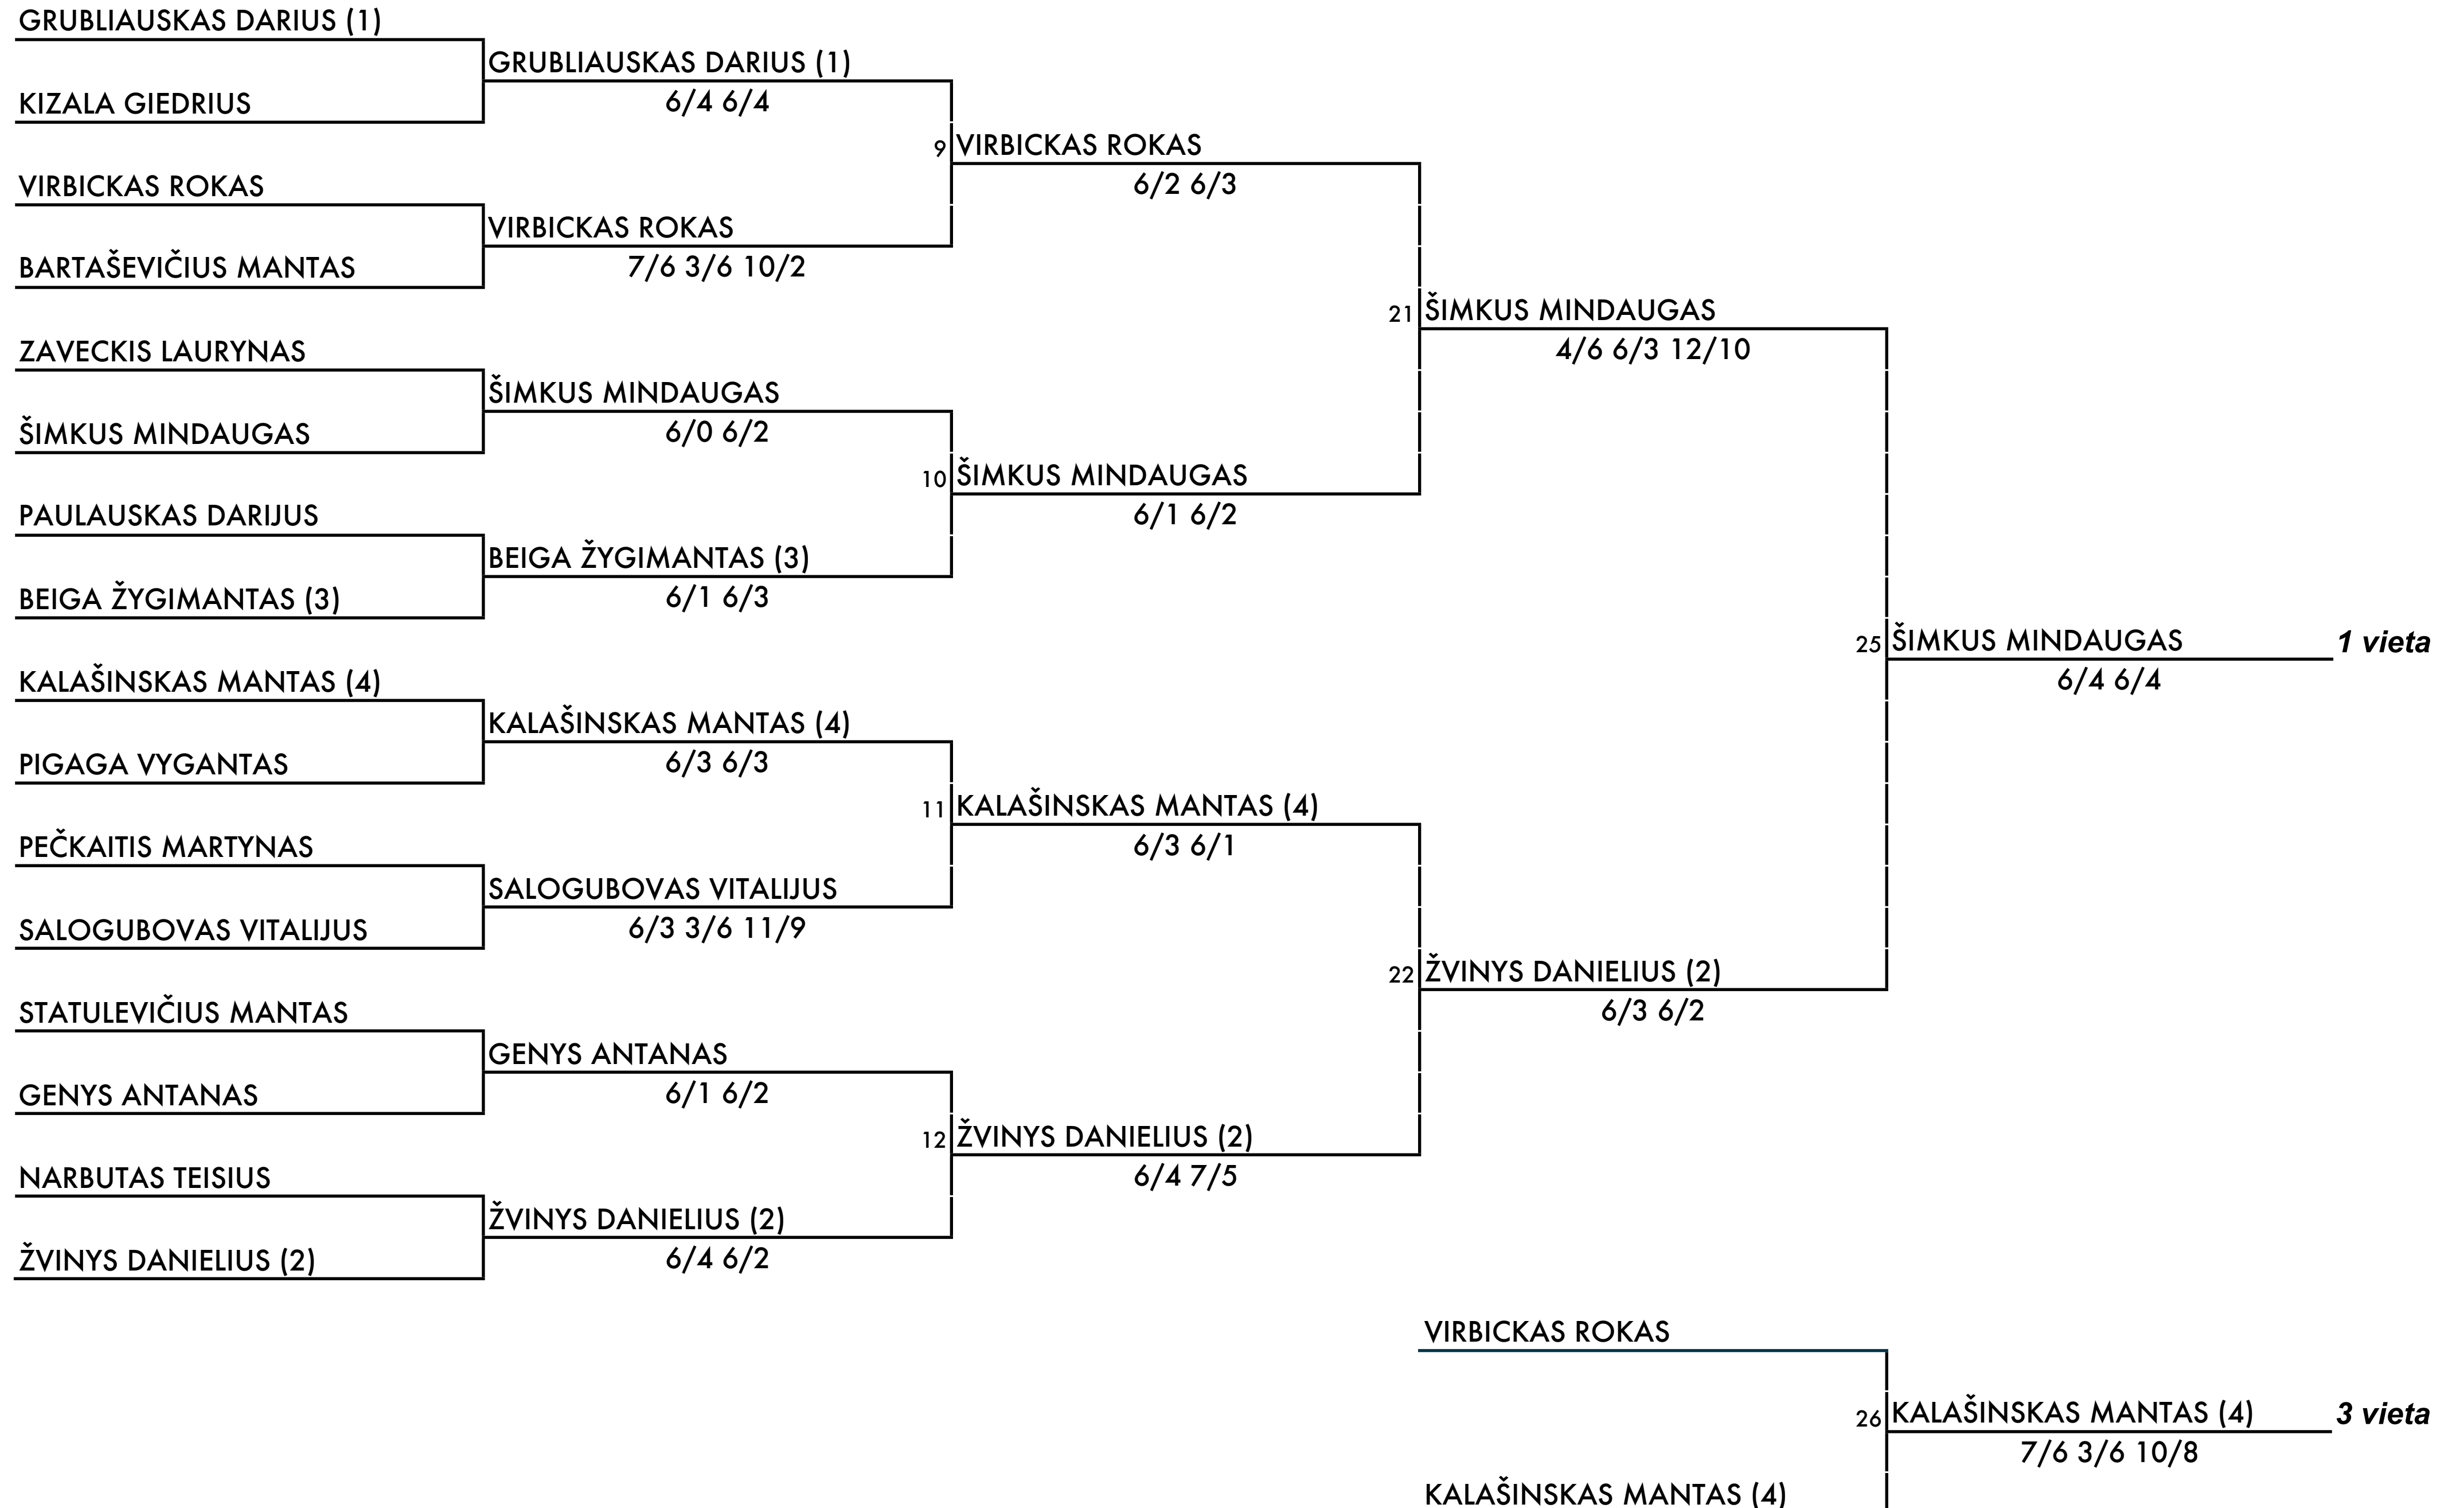 GRUBLIAUSKAS DARIUS (1)
GRUBLIAUSKAS DARIUS (1)
6/4 6/4
KIZALA GIEDRIUS
9 VIRBICKAS ROKAS
6/2 6/3
VIRBICKAS ROKAS
VIRBICKAS ROKAS
7/6 3/6 10/2
BARTAŠEVIČIUS MANTAS
21 ŠIMKUS MINDAUGAS
4/6 6/3 12/10
ZAVECKIS LAURYNAS
ŠIMKUS MINDAUGAS
6/0 6/2
ŠIMKUS MINDAUGAS
10 ŠIMKUS MINDAUGAS
6/1 6/2
PAULAUSKAS DARIJUS
BEIGA ŽYGIMANTAS (3)
6/1 6/3
BEIGA ŽYGIMANTAS (3)
25 ŠIMKUS MINDAUGAS 1 vieta
6/4 6/4
KALAŠINSKAS MANTAS (4)
KALAŠINSKAS MANTAS (4)
6/3 6/3
PIGAGA VYGANTAS
11 KALAŠINSKAS MANTAS (4)
6/3 6/1
PEČKAITIS MARTYNAS
SALOGUBOVAS VITALIJUS
6/3 3/6 11/9
SALOGUBOVAS VITALIJUS
22 ŽVINYS DANIELIUS (2)
6/3 6/2
STATULEVIČIUS MANTAS
GENYS ANTANAS
6/1 6/2
GENYS ANTANAS
12 ŽVINYS DANIELIUS (2)
6/4 7/5
NARBUTAS TEISIUS
ŽVINYS DANIELIUS (2)
6/4 6/2
ŽVINYS DANIELIUS (2)
VIRBICKAS ROKAS
26 KALAŠINSKAS MANTAS (4) 3 vieta
7/6 3/6 10/8
KALAŠINSKAS MANTAS (4)